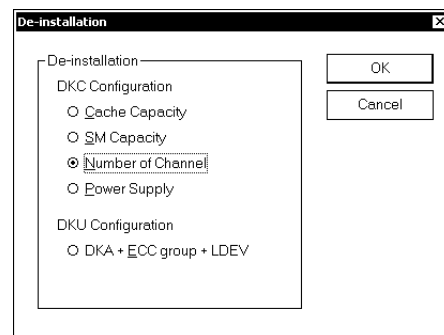 De-installation
De-installation
DKC Configuration
Cache Capacity
SM Capacity
Number of Channel
Power Supply
DKU Configuration
DKA + ECC group + LDEV
OK
Cancel